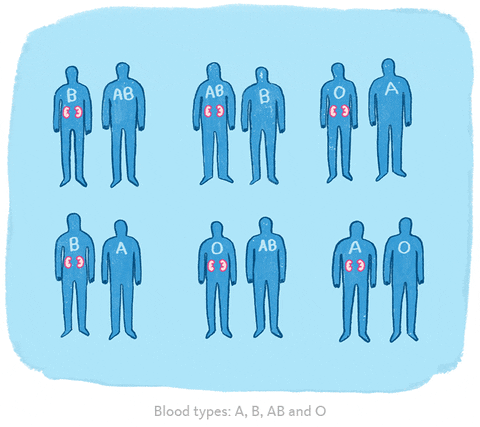 B AB AB B O A
B A O AB A O
Blood types: A, B, AB and O